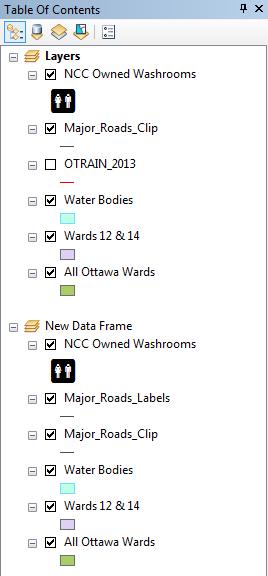 Table Of Contents
Layers
NCC Owned Washrooms
Major_Roads_Clip
OTRAIN_2013
Water Bodies
Wards 12 & 14
All Ottawa Wards
New Data Frame
NCC Owned Washrooms
Major_Roads_Labels
Major_Roads_Clip
Water Bodies
Wards 12 & 14
All Ottawa Wards